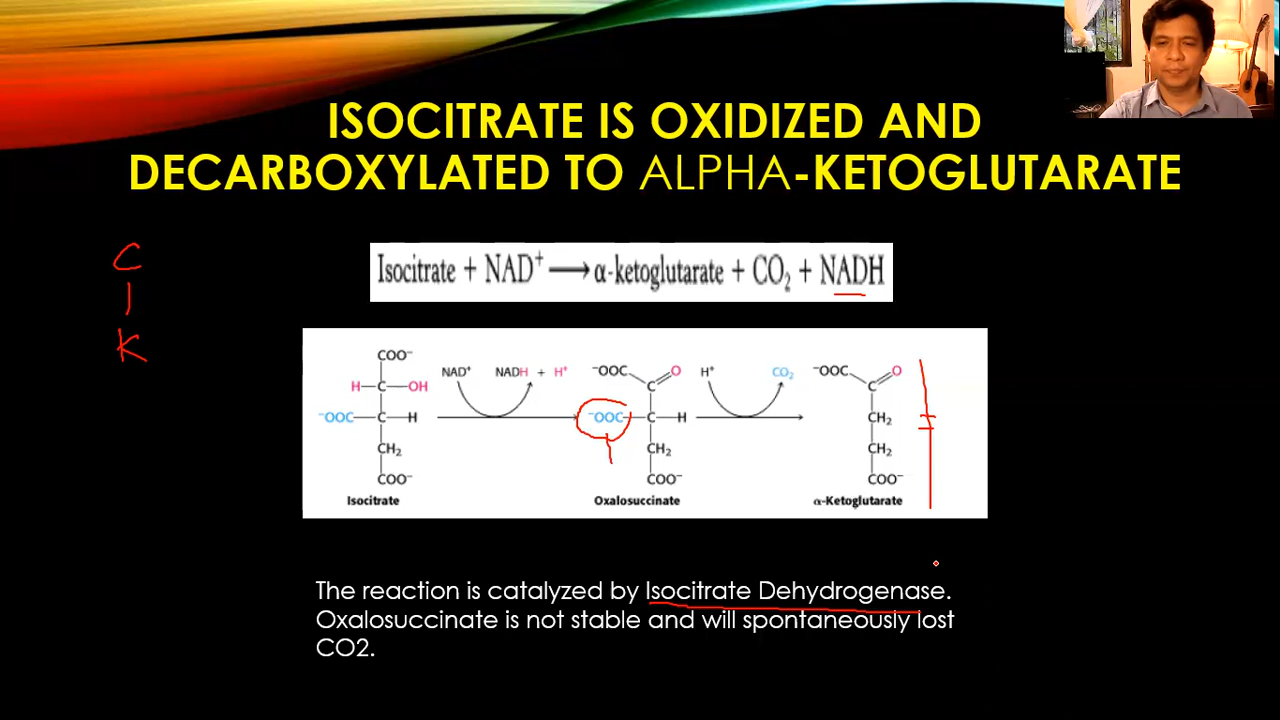 ISOCITRATE IS OXIDIZED AND
DECARBOXYLATED TO ALPHA-KETOGLUTARATE
C
I
K
Isocitrate + NAD⁺ ⟶ α-ketoglutarate + CO₂ + NADH
COO⁻
H–C–OH
⁻OOC–C–H
CH₂
COO⁻
Isocitrate
NAD⁺ NADH + H⁺
⁻OOC O
C
⁻OOC–C–H
CH₂
COO⁻
Oxalosuccinate
H⁺ CO₂
⁻OOC O
C
CH₂
CH₂
COO⁻
α-Ketoglutarate
The reaction is catalyzed by Isocitrate Dehydrogenase.
Oxalosuccinate is not stable and will spontaneously lost
CO2.